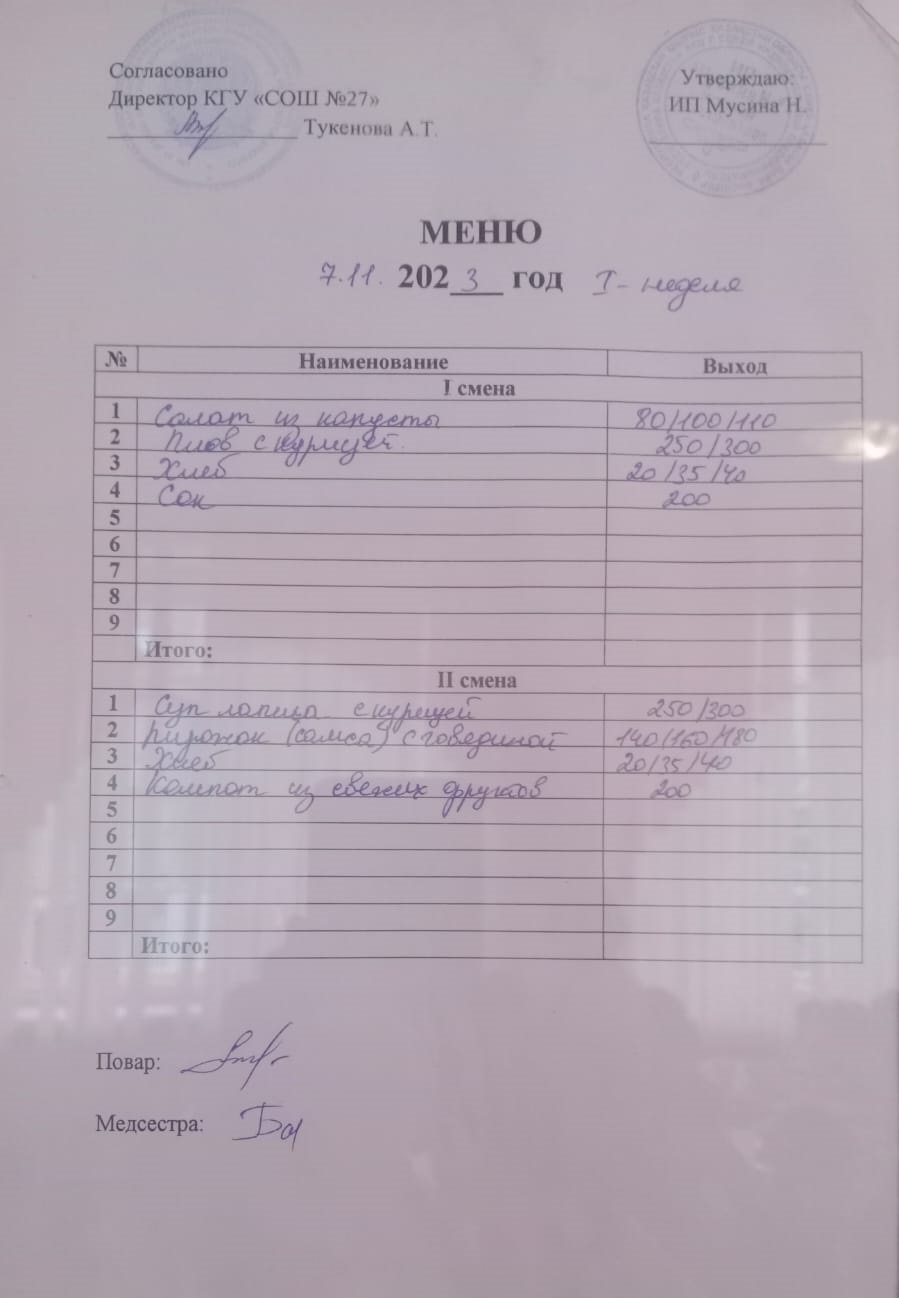 Согласовано
Утверждаю:
Директор КГУ «СОШ №27»
ИП Мусина Н.
Тукенова А.Т.
МЕНЮ
7.11. 2023 год I - неделя
№ Наименование Выход
I смена
1 Салат из капусты 80/100/110
2 Плов с курицей. 250/300
3 Хлеб 20/35/40
4 Сок 200
5
6
7
8
9
Итого:
II смена
1 Суп лапша с курицей 250/300
2 Пирожок (самса) с говединой 140/160/180
3 Хлеб 20/35/40
4 Компот из свежих фруктов 200
5
6
7
8
9
Итого:
Повар:
Медсестра: